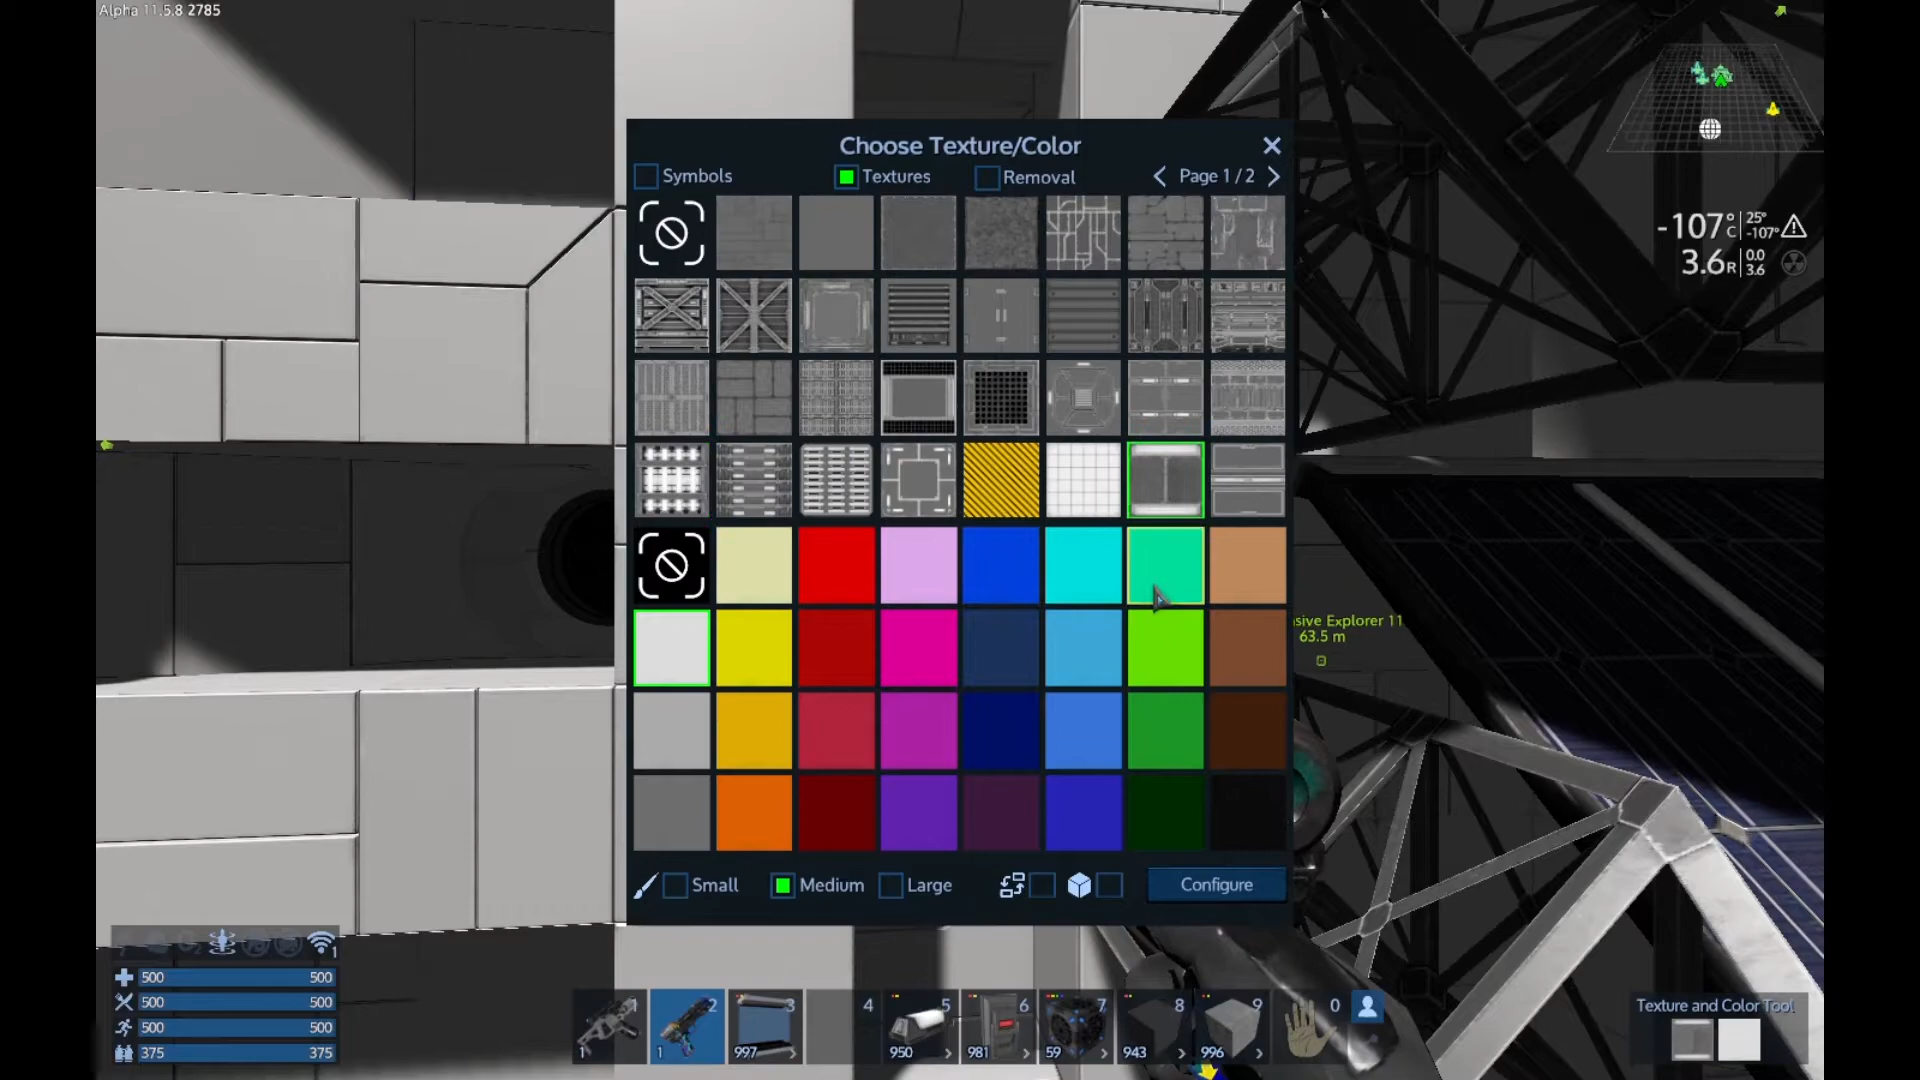 Alpha 11.5.8 2785
Choose Texture/Color
Symbols Textures Removal Page 1 / 2
-107°C 25° -107°
3.6R 0.0 3.6
sive Explorer 11
63.5 m
Small Medium Large Configure
1
500 500
500 500
500 500
375 375
1 2 3 4 5 6 7 8 9 0
1 1 997 950 981 59 943 996
Texture and Color Tool